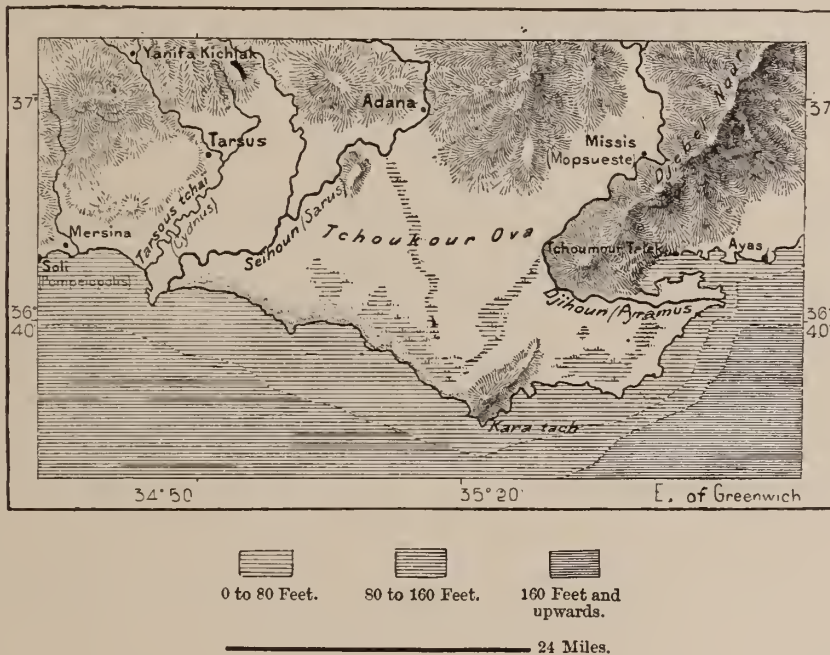 Yanifa Kichlak
37°
Adana
37°
Djebel Naur
Tarsus
Missis
Mopsueste
Tarsous tchai
(Cydnus)
Seihoun (Sarus)
Tchoukour Ova
Mersina
Tchoumour Talek
Ayas
Soli
(Pompeiopolis)
Djihoun (Pyramus
36°
40'
36°
40'
Kara tach
34°50'
35°20'
E. of Greenwich
0 to 80 Feet.
80 to 160 Feet.
160 Feet and
upwards.
24 Miles.